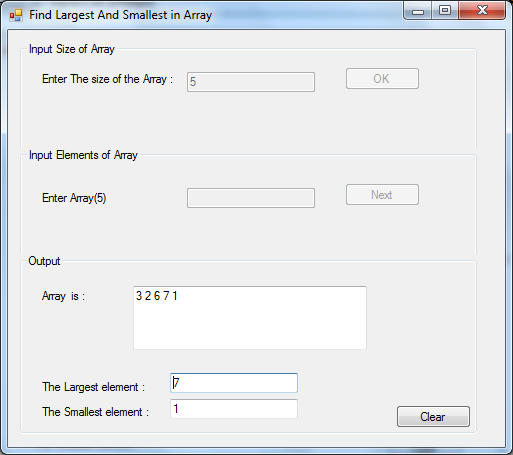 Find Largest And Smallest in Array
Input Size of Array
Enter The size of the Array : 5 OK
Input Elements of Array
Enter Array(5) Next
Output
Array is : 3 2 6 7 1
The Largest element : 7
The Smallest element : 1
Clear